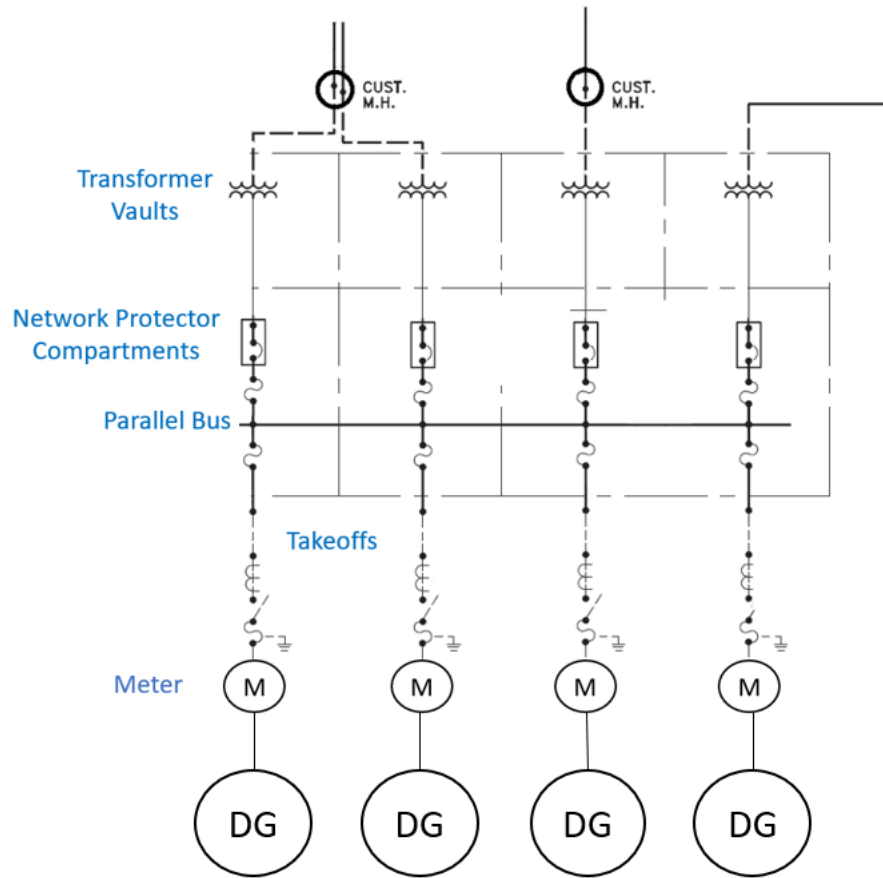 CUST.
M.H.
CUST.
M.H.
Transformer
Vaults
Network Protector
Compartments
Parallel Bus
Takeoffs
Meter
M
M
M
M
DG
DG
DG
DG